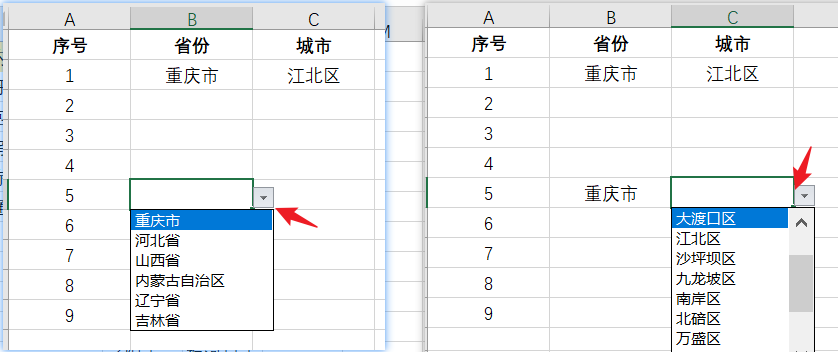 A B C
序号 省份 城市
1 重庆市 江北区
2
3
4
5
6 重庆市
7 河北省
8 山西省
9 内蒙古自治区
辽宁省
吉林省
M
A B C
序号 省份 城市
1 重庆市 江北区
2
3
4
5 重庆市
6 大渡口区
7 江北区
8 沙坪坝区
9 九龙坡区
南岸区
北碚区
万盛区